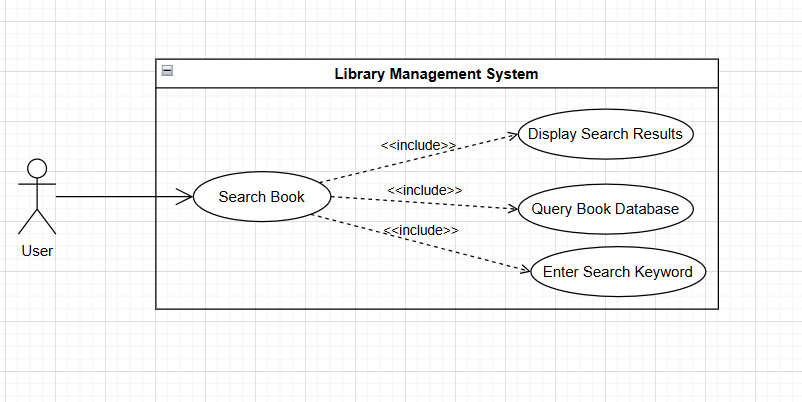 Library Management System
Display Search Results
<<include>>
<<include>>
Search Book
Query Book Database
<<include>>
User
Enter Search Keyword